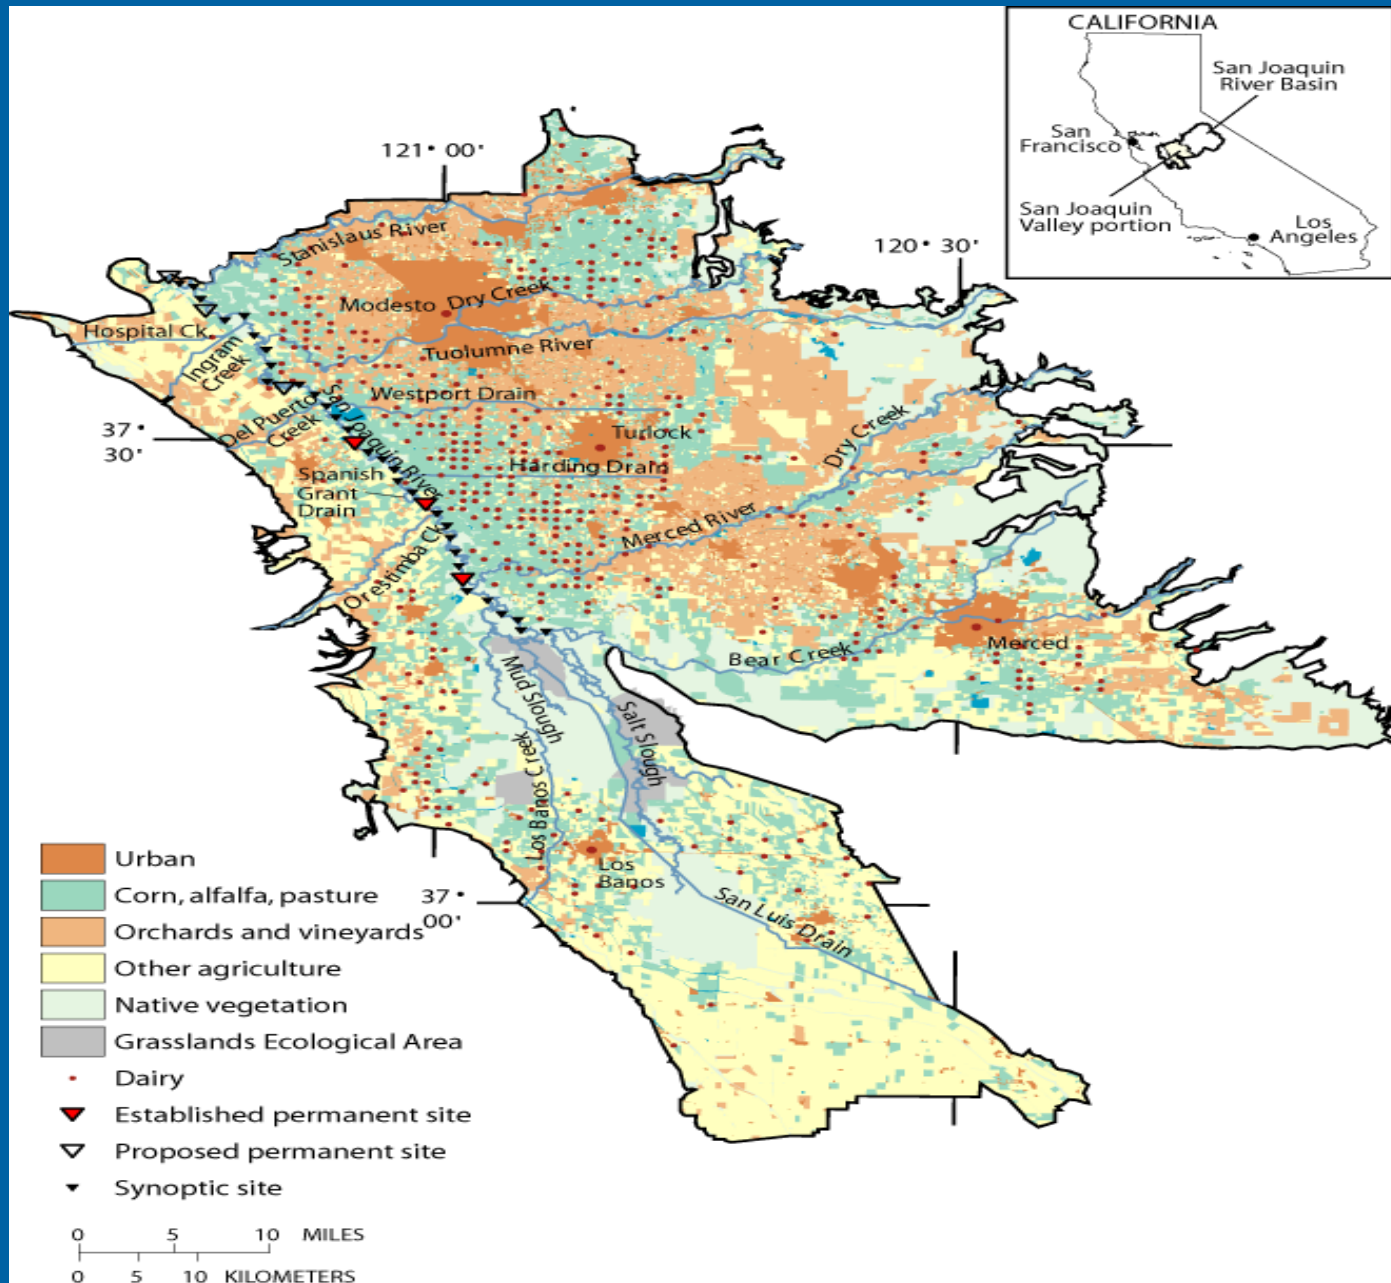 CALIFORNIA
San Joaquin
River Basin
San
Francisco
San Joaquin
Valley portion
Los
Angeles
121° 00'
120° 30'
Stanislaus River
Modesto
Dry Creek
Hospital Ck.
Ingram
Creek
Tuolumne River
Westport Drain
Del Puerto
Creek
San Joaquin River
37°
30'
Turlock
Dry Creek
Harding Drain
Spanish
Grant
Drain
Merced River
Orestimba Ck.
Merced
Bear Creek
Mud Slough
Salt Slough
Los Banos Creek
Los
Banos
37°
00'
San Luis Drain
Urban
Corn, alfalfa, pasture
Orchards and vineyards
Other agriculture
Native vegetation
Grasslands Ecological Area
Dairy
Established permanent site
Proposed permanent site
Synoptic site
0 5 10 MILES
0 5 10 KILOMETERS